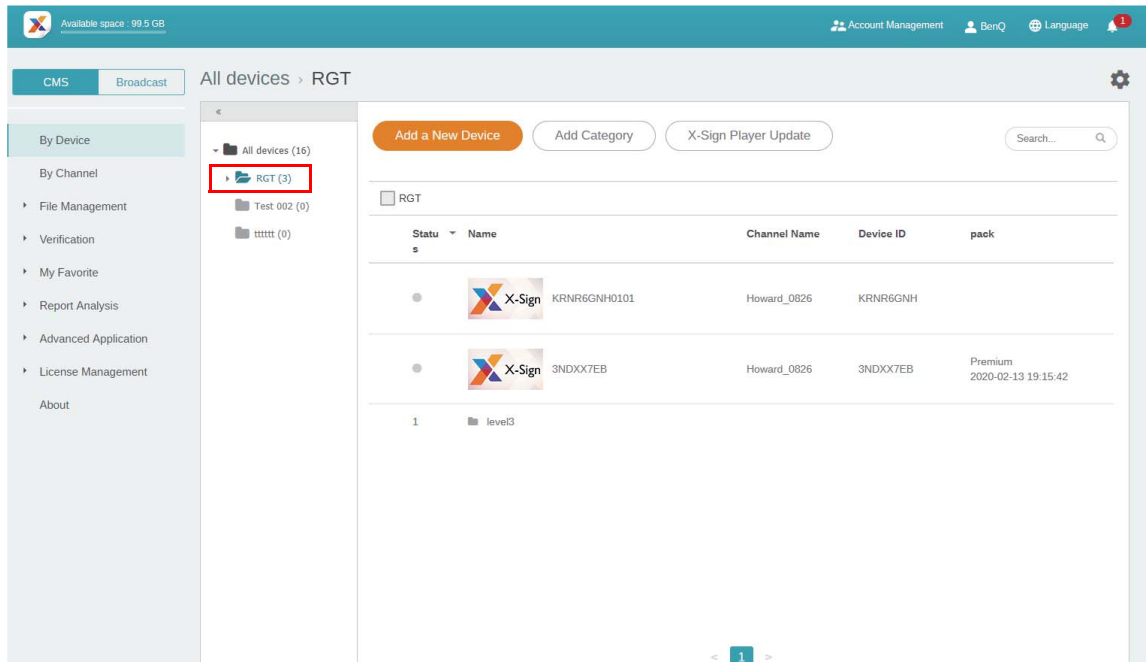 Available space : 99.5 GB
Account Management
BenQ
Language
1
CMS
Broadcast
All devices › RGT
«
By Device
By Channel
File Management
Verification
My Favorite
Report Analysis
Advanced Application
License Management
About
All devices (16)
RGT (3)
Test 002 (0)
tttttt (0)
Add a New Device
Add Category
X-Sign Player Update
Search...
RGT
Statu
s
Name
Channel Name
Device ID
pack
X-Sign
KRNR6GNH0101
Howard_0826
KRNR6GNH
X-Sign
3NDXX7EB
Howard_0826
3NDXX7EB
Premium
2020-02-13 19:15:42
1
level3
< 1 >